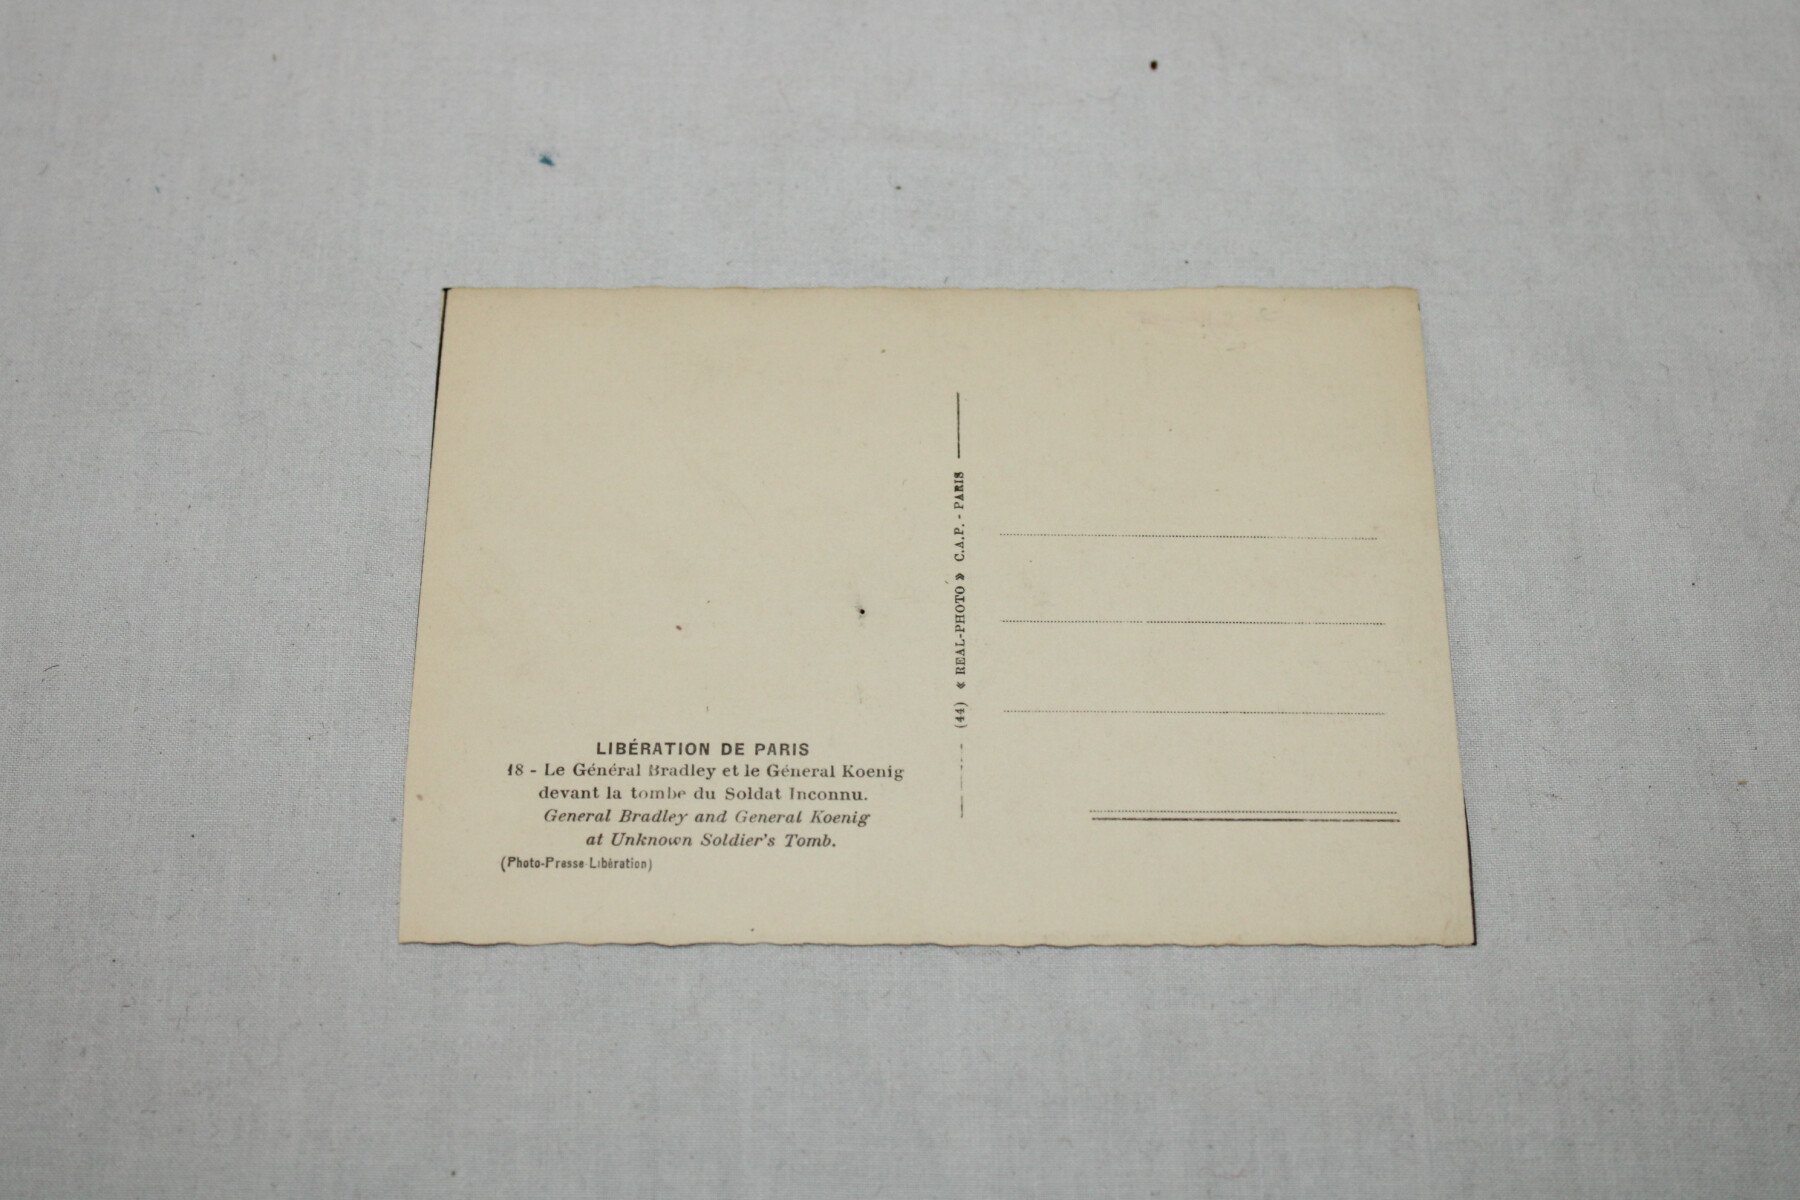 LIBÉRATION DE PARIS
18 - Le Général Bradley et le Géneral Koenig
devant la tombe du Soldat Inconnu.
General Bradley and General Koenig
at Unknown Soldier's Tomb.
(Photo-Presse-Libération)
(44) « REAL-PHOTO » C.A.P. - PARIS